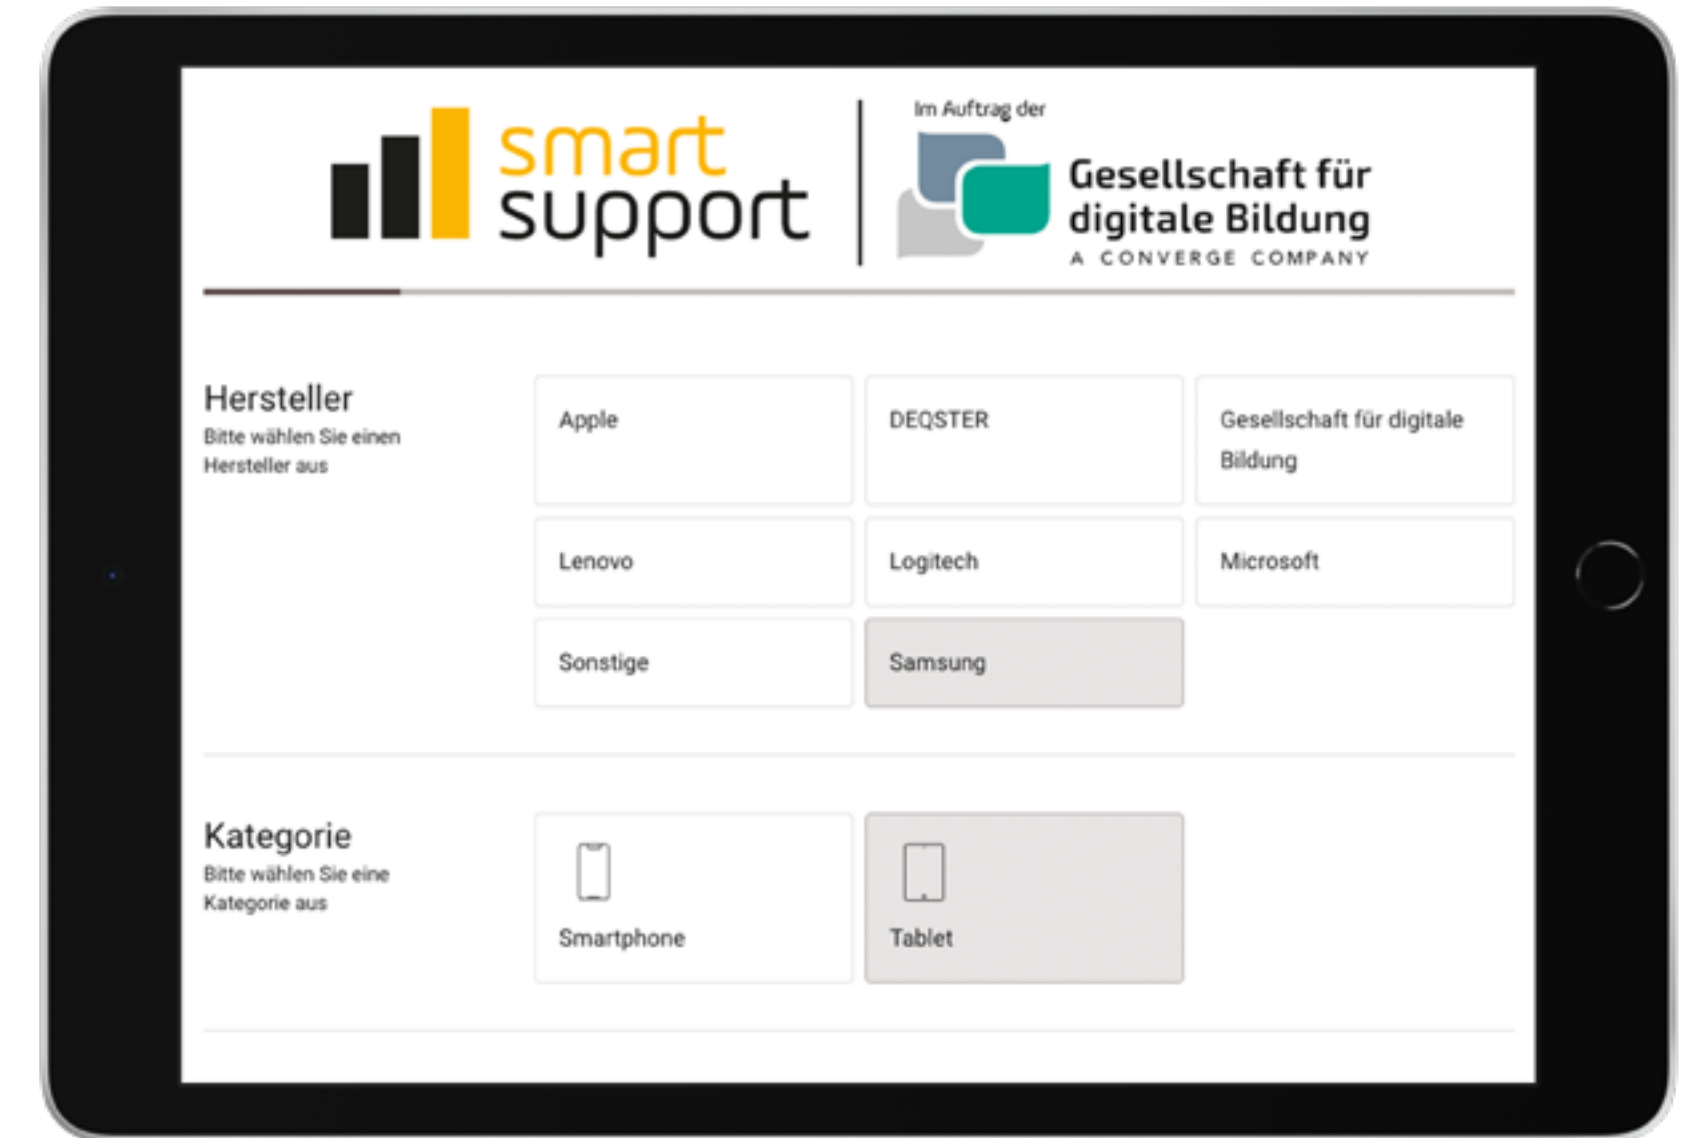 smart
support
Im Auftrag der
Gesellschaft für
digitale Bildung
A CONVERGE COMPANY
Hersteller
Bitte wählen Sie einen
Hersteller aus
Apple
DEQSTER
Gesellschaft für digitale
Bildung
Lenovo
Logitech
Microsoft
Sonstige
Samsung
Kategorie
Bitte wählen Sie eine
Kategorie aus
Smartphone
Tablet